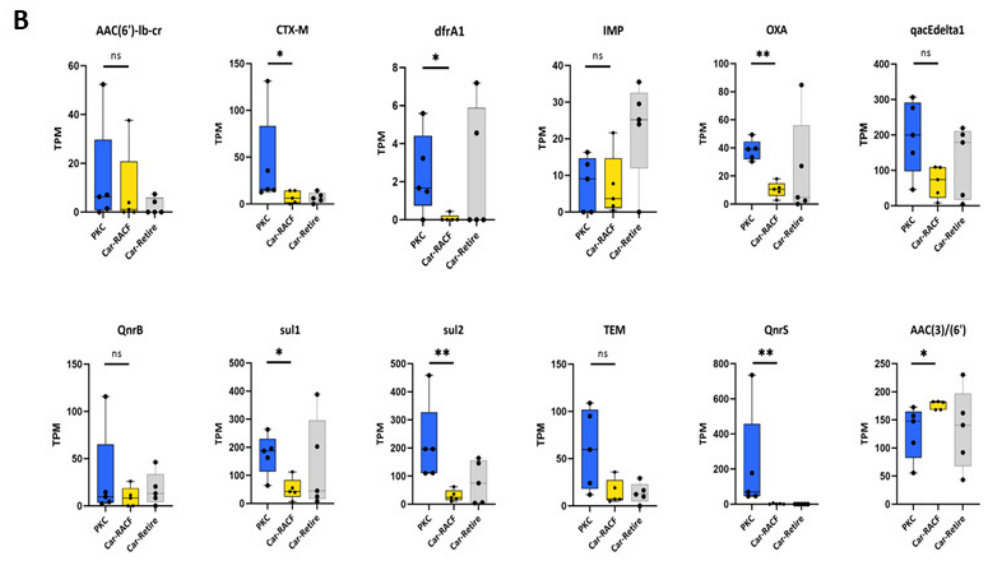 B
AAC(6')-lb-cr
CTX-M
dfrA1
IMP
OXA
qacEdelta1
ns
*
*
ns
**
ns
TPM
60
40
20
0
TPM
150
100
50
0
TPM
8
6
4
2
0
TPM
40
30
20
10
0
TPM
100
80
60
40
20
0
TPM
400
300
200
100
0
PKC
Car-RACF
Car-Retire
PKC
Car-RACF
Car-Retire
PKC
Car-RACF
Car-Retire
PKC
Car-RACF
Car-Retire
PKC
Car-RACF
Car-Retire
PKC
Car-RACF
Car-Retire
QnrB
sul1
sul2
TEM
QnrS
AAC(3)/(6')
ns
*
**
ns
**
*
TPM
150
100
50
0
TPM
500
400
300
200
100
0
TPM
500
400
300
200
100
0
TPM
150
100
50
0
TPM
800
600
400
200
0
TPM
250
200
150
100
50
0
PKC
Car-RACF
Car-Retire
PKC
Car-RACF
Car-Retire
PKC
Car-RACF
Car-Retire
PKC
Car-RACF
Car-Retire
PKC
Car-RACF
Car-Retire
PKC
Car-RACF
Car-Retire